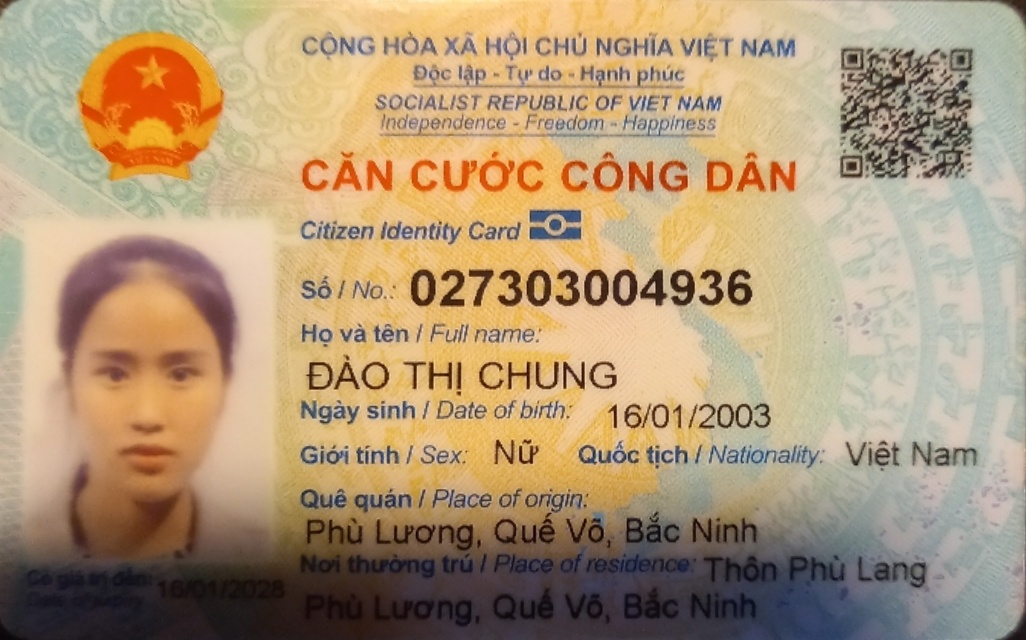 CỘNG HÒA XÃ HỘI CHỦ NGHĨA VIỆT NAM
Độc lập - Tự do - Hạnh phúc
SOCIALIST REPUBLIC OF VIET NAM
Independence - Freedom - Happiness
CĂN CƯỚC CÔNG DÂN
Citizen Identity Card
Số / No.: 027303004936
Họ và tên / Full name:
ĐÀO THỊ CHUNG
Ngày sinh / Date of birth: 16/01/2003
Giới tính / Sex: Nữ Quốc tịch / Nationality: Việt Nam
Quê quán / Place of origin:
Phù Lương, Quế Võ, Bắc Ninh
Nơi thường trú / Place of residence: Thôn Phù Lang
Phù Lương, Quế Võ, Bắc Ninh
Có giá trị đến: 16/01/2028
Date of expiry